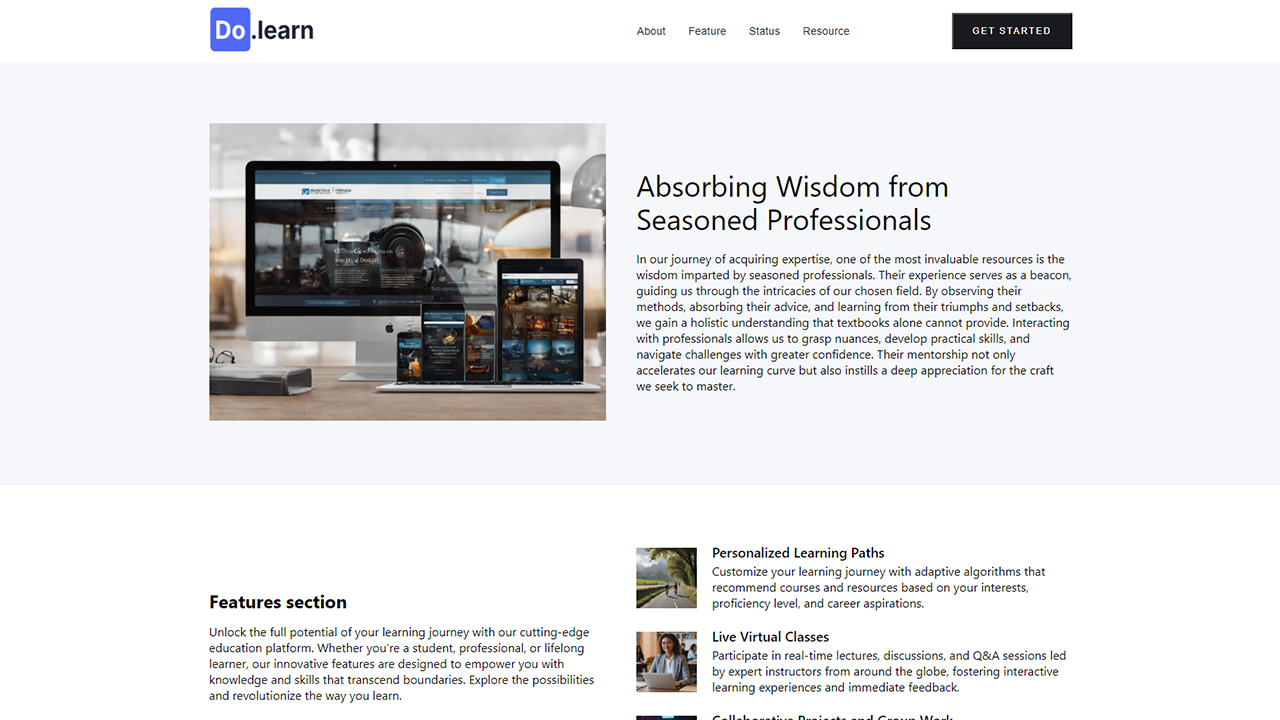 Do.learn
About
Feature
Status
Resource
GET STARTED
Absorbing Wisdom from
Seasoned Professionals
In our journey of acquiring expertise, one of the most invaluable resources is the
wisdom imparted by seasoned professionals. Their experience serves as a beacon,
guiding us through the intricacies of our chosen field. By observing their
methods, absorbing their advice, and learning from their triumphs and setbacks,
we gain a holistic understanding that textbooks alone cannot provide. Interacting
with professionals allows us to grasp nuances, develop practical skills, and
navigate challenges with greater confidence. Their mentorship not only
accelerates our learning curve but also instills a deep appreciation for the craft
we seek to master.
Features section
Unlock the full potential of your learning journey with our cutting-edge
education platform. Whether you're a student, professional, or lifelong
learner, our innovative features are designed to empower you with
knowledge and skills that transcend boundaries. Explore the possibilities
and revolutionize the way you learn.
Personalized Learning Paths
Customize your learning journey with adaptive algorithms that
recommend courses and resources based on your interests,
proficiency level, and career aspirations.
Live Virtual Classes
Participate in real-time lectures, discussions, and Q&A sessions led
by expert instructors from around the globe, fostering interactive
learning experiences and immediate feedback.
Collaborative Projects and Group Work